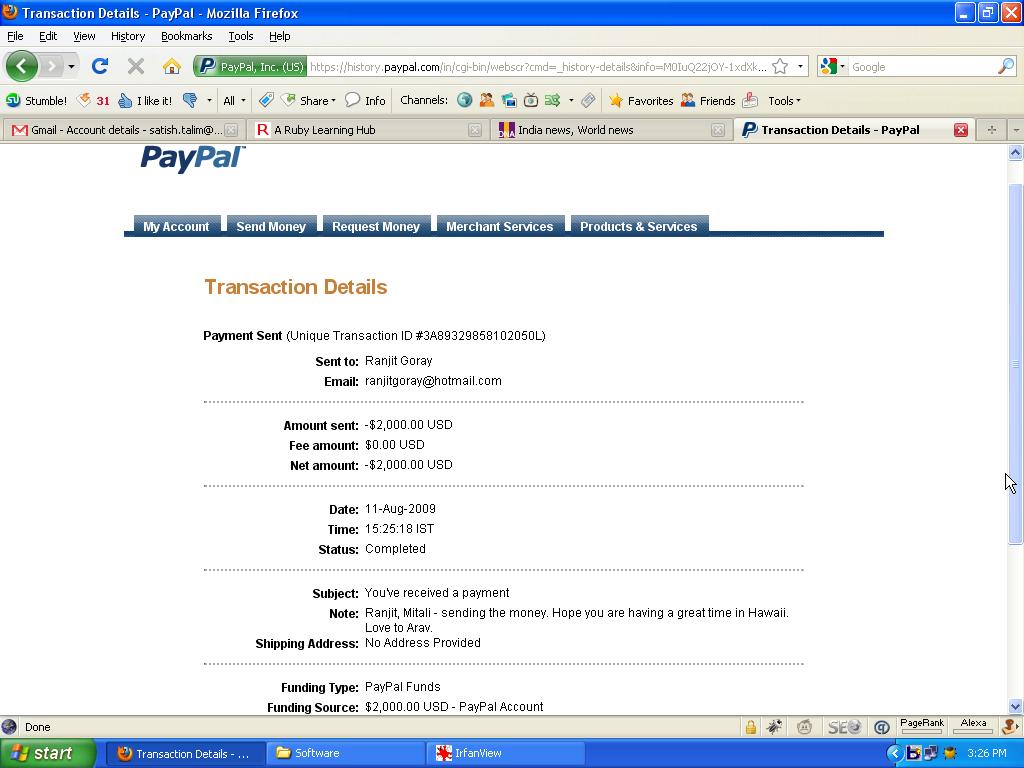 Transaction Details - PayPal - Mozilla Firefox
File Edit View History Bookmarks Tools Help
PayPal, Inc. (US) https://history.paypal.com/in/cgi-bin/webscr?cmd=_history-details&info=M0IuQ22jOY-1xdXk... Google
Stumble! 31 I like it! All Share Info Channels: Favorites Friends Tools
Gmail - Account details - satish.talim@... R A Ruby Learning Hub DNA India news, World news Transaction Details - PayPal
PayPal
My Account Send Money Request Money Merchant Services Products & Services
Transaction Details
Payment Sent (Unique Transaction ID #3A89329858102050L)
Sent to: Ranjit Goray
Email: ranjitgoray@hotmail.com
Amount sent: -$2,000.00 USD
Fee amount: $0.00 USD
Net amount: -$2,000.00 USD
Date: 11-Aug-2009
Time: 15:25:18 IST
Status: Completed
Subject: You've received a payment
Note: Ranjit, Mitali - sending the money. Hope you are having a great time in Hawaii.
Love to Arav.
Shipping Address: No Address Provided
Funding Type: PayPal Funds
Funding Source: $2,000.00 USD - PayPal Account
Done SEO @ PageRank Alexa
start Transaction Details - ... Software IrfanView 3:26 PM